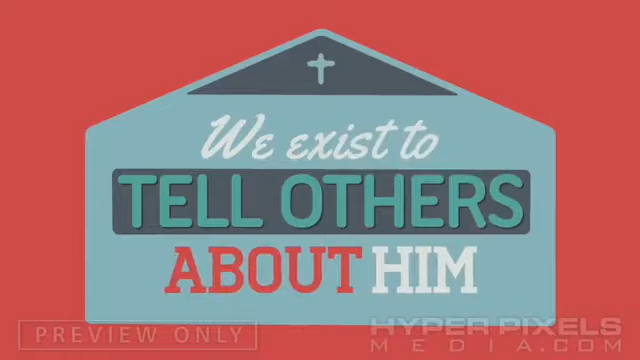 We exist to
TELL OTHERS
ABOUT HIM
PREVIEW ONLY
HYPER PIXELS
MEDIA.COM